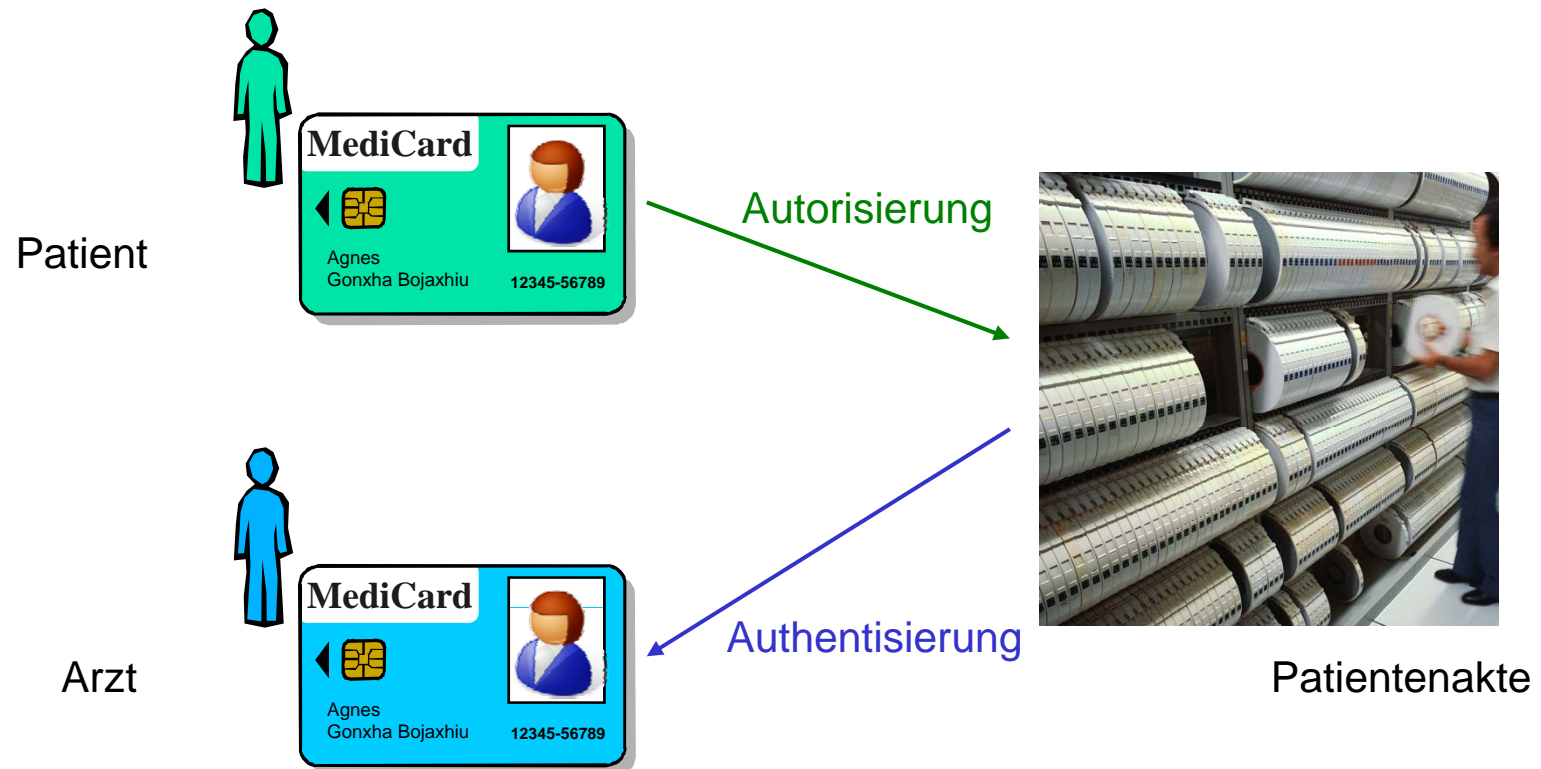 MediCard
Patient
Agnes
Gonxha Bojaxhiu
12345-56789
Autorisierung
MediCard
Arzt
Agnes
Gonxha Bojaxhiu
12345-56789
Authentisierung
Patientenakte